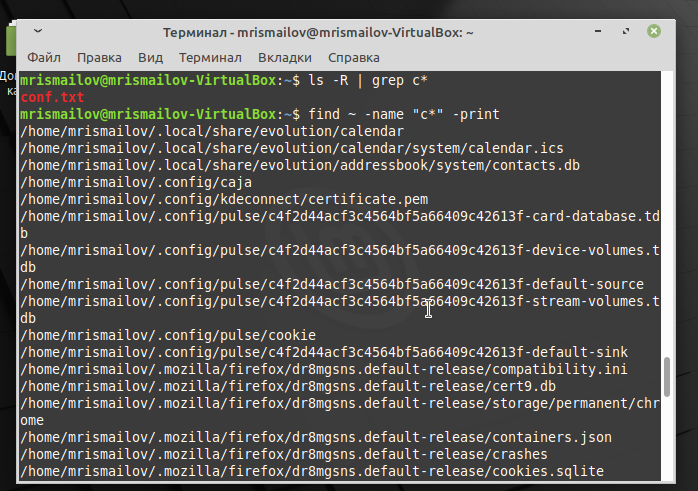 Терминал - mrismailov@mrismailov-VirtualBox: ~
Файл Правка Вид Терминал Вкладки Справка
mrismailov@mrismailov-VirtualBox:~$ ls -R | grep c*
conf.txt
mrismailov@mrismailov-VirtualBox:~$ find ~ -name "c*" -print
/home/mrismailov/.local/share/evolution/calendar
/home/mrismailov/.local/share/evolution/calendar/system/calendar.ics
/home/mrismailov/.local/share/evolution/addressbook/system/contacts.db
/home/mrismailov/.config/caja
/home/mrismailov/.config/kdeconnect/certificate.pem
/home/mrismailov/.config/pulse/c4f2d44acf3c4564bf5a66409c42613f-card-database.td
b
/home/mrismailov/.config/pulse/c4f2d44acf3c4564bf5a66409c42613f-device-volumes.t
db
/home/mrismailov/.config/pulse/c4f2d44acf3c4564bf5a66409c42613f-default-source
/home/mrismailov/.config/pulse/c4f2d44acf3c4564bf5a66409c42613f-stream-volumes.t
db
/home/mrismailov/.config/pulse/cookie
/home/mrismailov/.config/pulse/c4f2d44acf3c4564bf5a66409c42613f-default-sink
/home/mrismailov/.mozilla/firefox/dr8mgsns.default-release/compatibility.ini
/home/mrismailov/.mozilla/firefox/dr8mgsns.default-release/cert9.db
/home/mrismailov/.mozilla/firefox/dr8mgsns.default-release/storage/permanent/chr
ome
/home/mrismailov/.mozilla/firefox/dr8mgsns.default-release/containers.json
/home/mrismailov/.mozilla/firefox/dr8mgsns.default-release/crashes
/home/mrismailov/.mozilla/firefox/dr8mgsns.default-release/cookies.sqlite